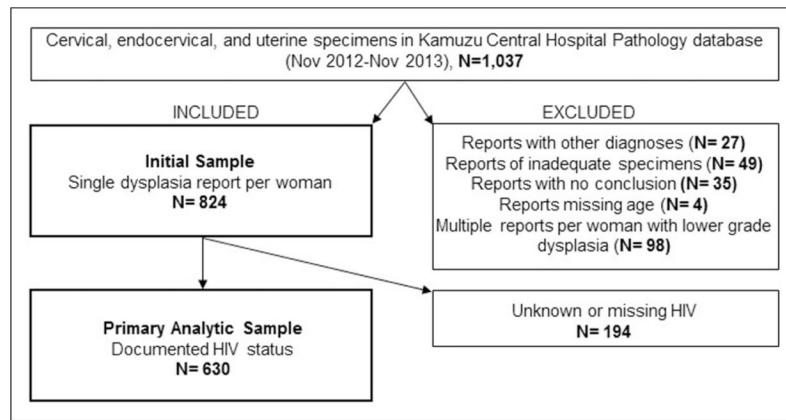 Cervical, endocervical, and uterine specimens in Kamuzu Central Hospital Pathology database
(Nov 2012-Nov 2013), N=1,037
INCLUDED
EXCLUDED
Initial Sample
Single dysplasia report per woman
N= 824
Reports with other diagnoses (N= 27)
Reports of inadequate specimens (N= 49)
Reports with no conclusion (N= 35)
Reports missing age (N= 4)
Multiple reports per woman with lower grade
dysplasia (N= 98)
Primary Analytic Sample
Documented HIV status
N= 630
Unknown or missing HIV
N= 194